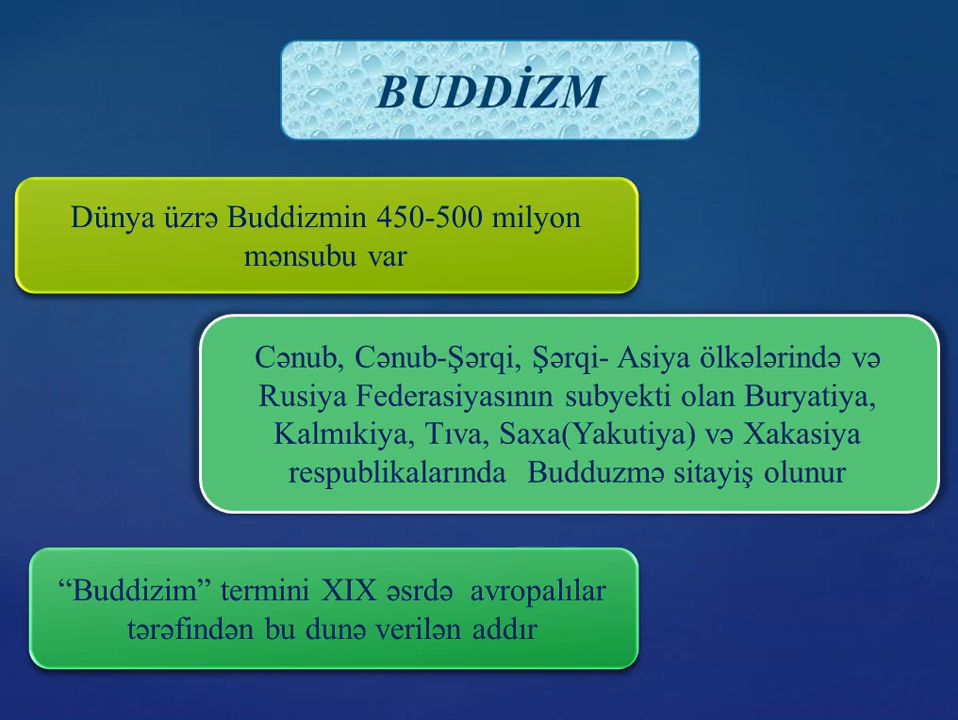 BUDDİZM
Dünya üzrə Buddizmin 450-500 milyon
mənsubu var
Cənub, Cənub-Şərqi, Şərqi- Asiya ölkələrində və
Rusiya Federasiyasının subyekti olan Buryatiya,
Kalmıkiya, Tıva, Saxa(Yakutiya) və Xakasiya
respublikalarında Budduzmə sitayiş olunur
“Buddizim” termini XIX əsrdə avropalılar
tərəfindən bu dunə verilən addır